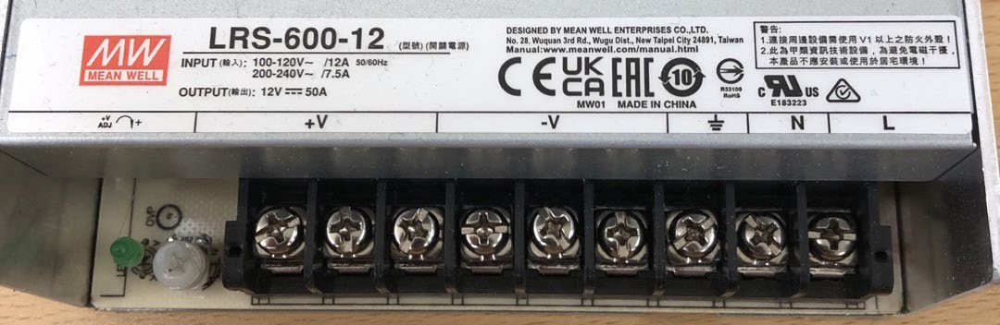 MW
MEAN WELL
LRS-600-12 (型號) (開關電源)
INPUT (輸入): 100-120V~ /12A 50/60Hz
200-240V~ /7.5A
OUTPUT(輸出): 12V⎓50A
DESIGNED BY MEAN WELL ENTERPRISES CO.,LTD.
No. 28, Wuquan 3rd Rd., Wugu Dist., New Taipei City 24891, Taiwan
Manual:www.meanwell.com/manual.html
CE UK CA EAC 10
R33100
RoHS
MW01 MADE IN CHINA
警告:
1.連接周邊設備需使用 V1 以上之防火外殼!
2.此為甲類資訊技術設備,為避免電磁干擾,
本產品不應安裝或使用於居宅環境!
c UL US
E183223
+V
ADJ +
+V
-V
N
L
OVP